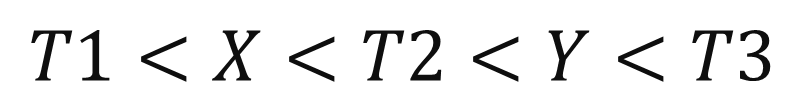 T1 < X < T2 < Y < T3